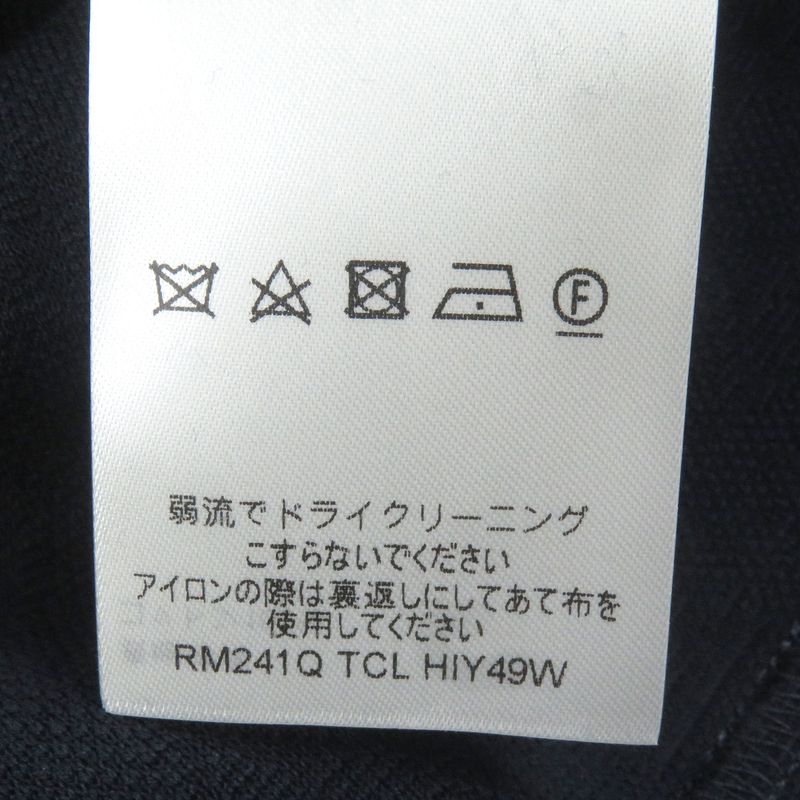 F
弱流でドライクリーニング
こすらないでください
アイロンの際は裏返しにしてあて布を
使用してください
RM241Q TCL HIY49W